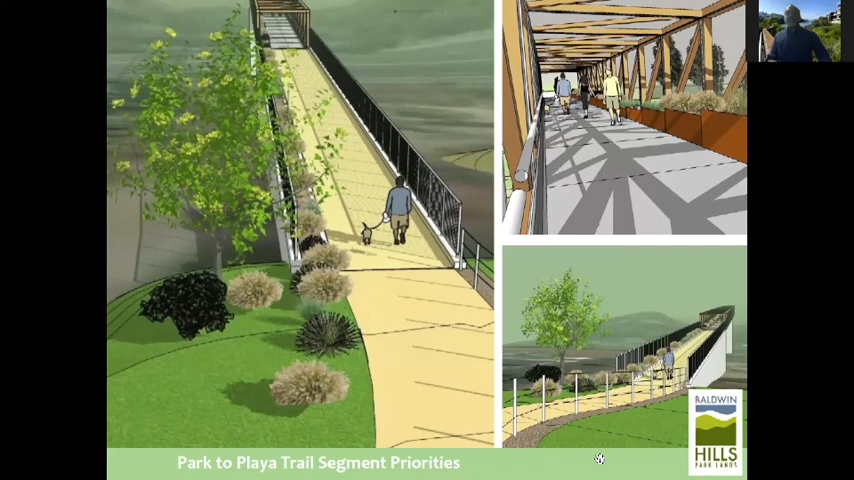 BALDWIN
HILLS
PARK LANDS
Park to Playa Trail Segment Priorities